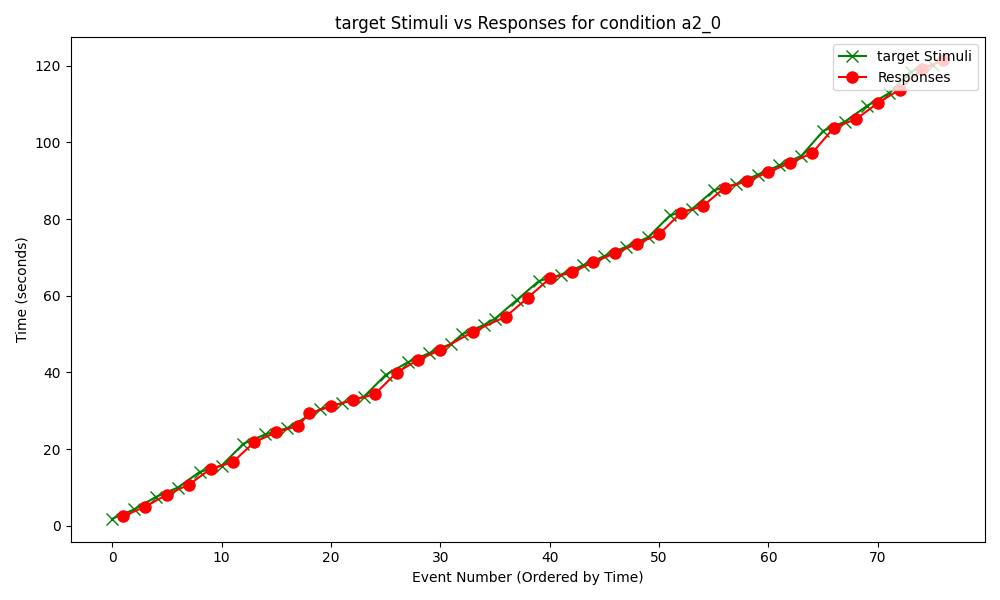 target Stimuli vs Responses for condition a2_0
target Stimuli
Responses
Time (seconds)
120
100
80
60
40
20
0
0 10 20 30 40 50 60 70
Event Number (Ordered by Time)